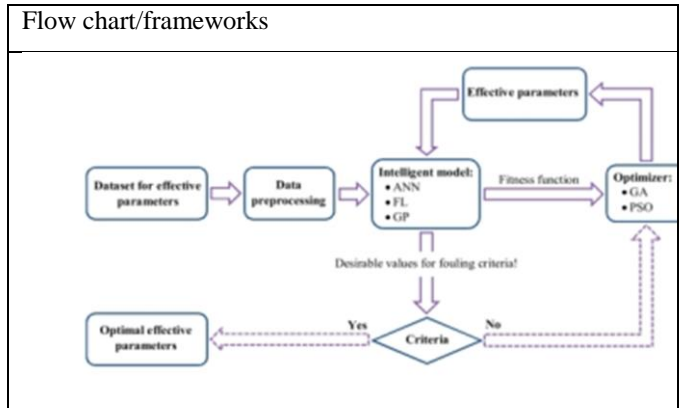 Flow chart/frameworks
Effective parameters
Dataset for effective
parameters
Data
preprocessing
Intelligent model:
• ANN
• FL
• GP
Fitness function
Optimizer:
• GA
• PSO
Desirable values for fouling criteria!
Optimal effective
parameters
Yes
Criteria
No